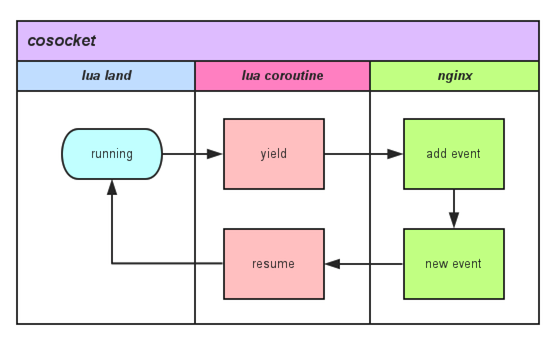 cosocket
lua land
lua coroutine
nginx
running
yield
add event
resume
new event